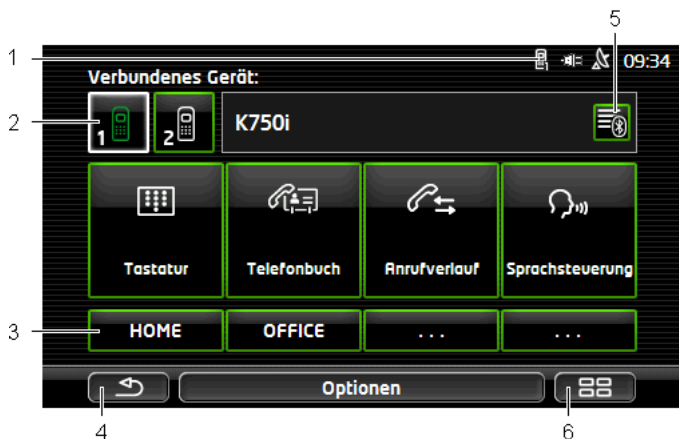 5
1
09:34
Verbundenes Gerät:
2
1
2
K750i
Tastatur
Telefonbuch
Anrufverlauf
Sprachsteuerung
3
HOME
OFFICE
...
...
Optionen
4
6